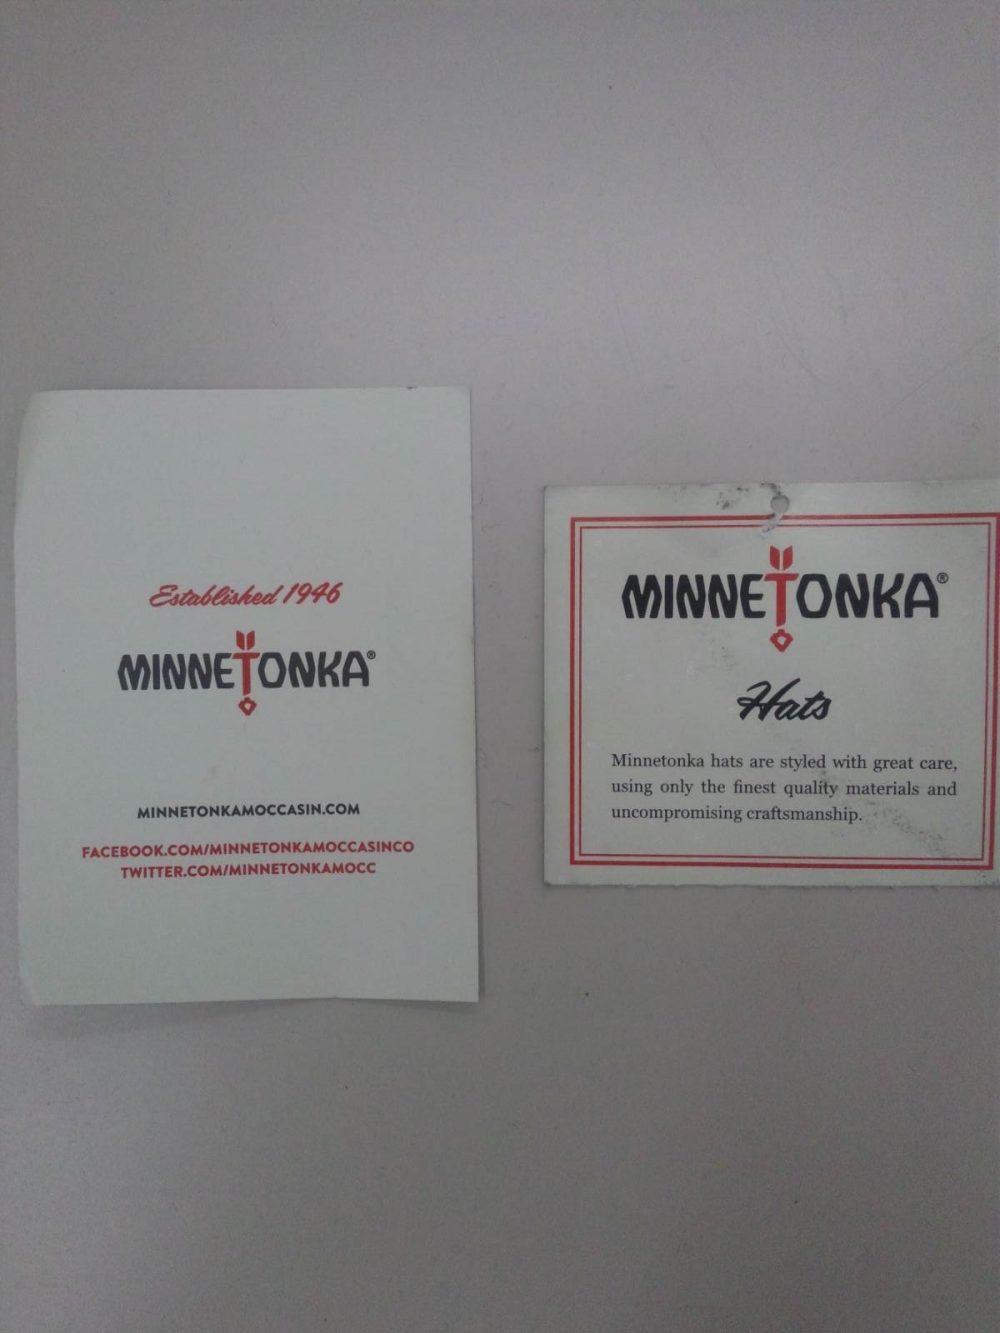 Established 1946
MINNETONKA®
MINNETONKAMOCCASIN.COM
FACEBOOK.COM/MINNETONKAMOCCASINCO
TWITTER.COM/MINNETONKAMOCC
MINNETONKA®
Hats
Minnetonka hats are styled with great care,
using only the finest quality materials and
uncompromising craftsmanship.